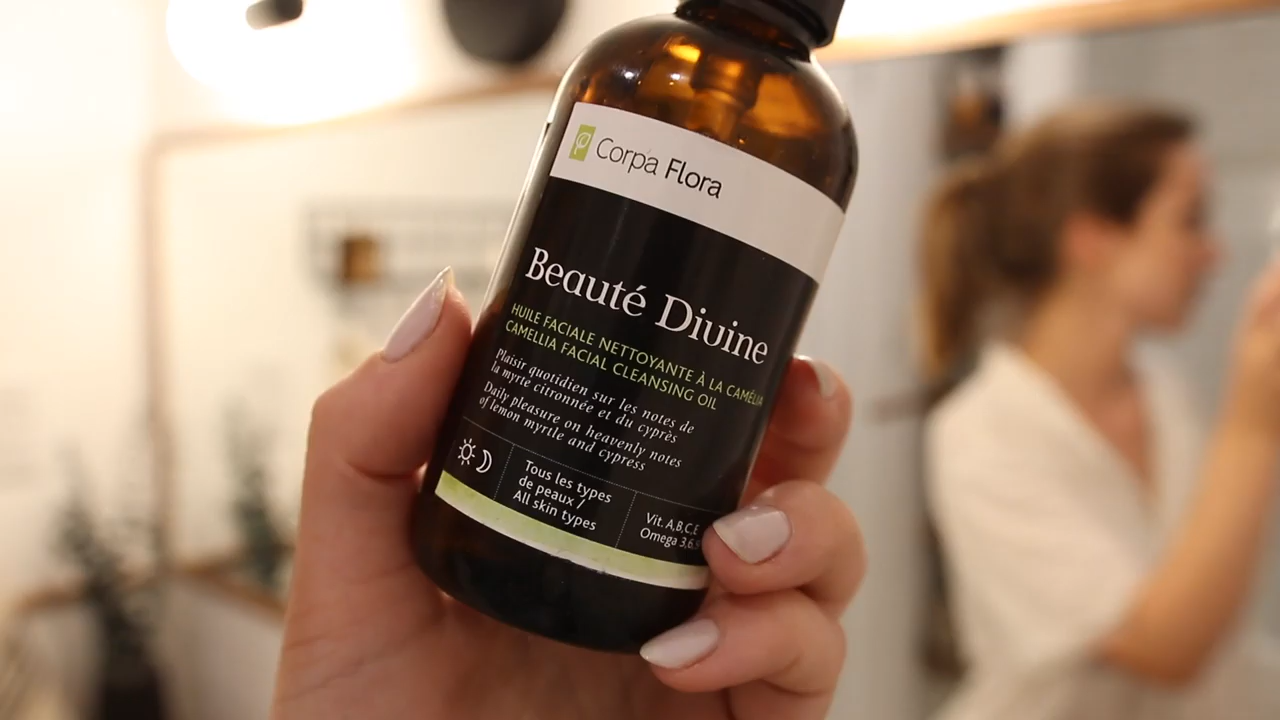 Corpa Flora
Beauté Divine
HUILE FACIALE NETTOYANTE À LA CAMÉLIA
CAMELLIA FACIAL CLEANSING OIL
Plaisir quotidien sur les notes de
la myrte citronnée et du cyprès
Daily pleasure on heavenly notes
of lemon myrtle and cypress
Tous les types
de peaux /
All skin types
Vit. A,B,C,E
Omega 3,6,9